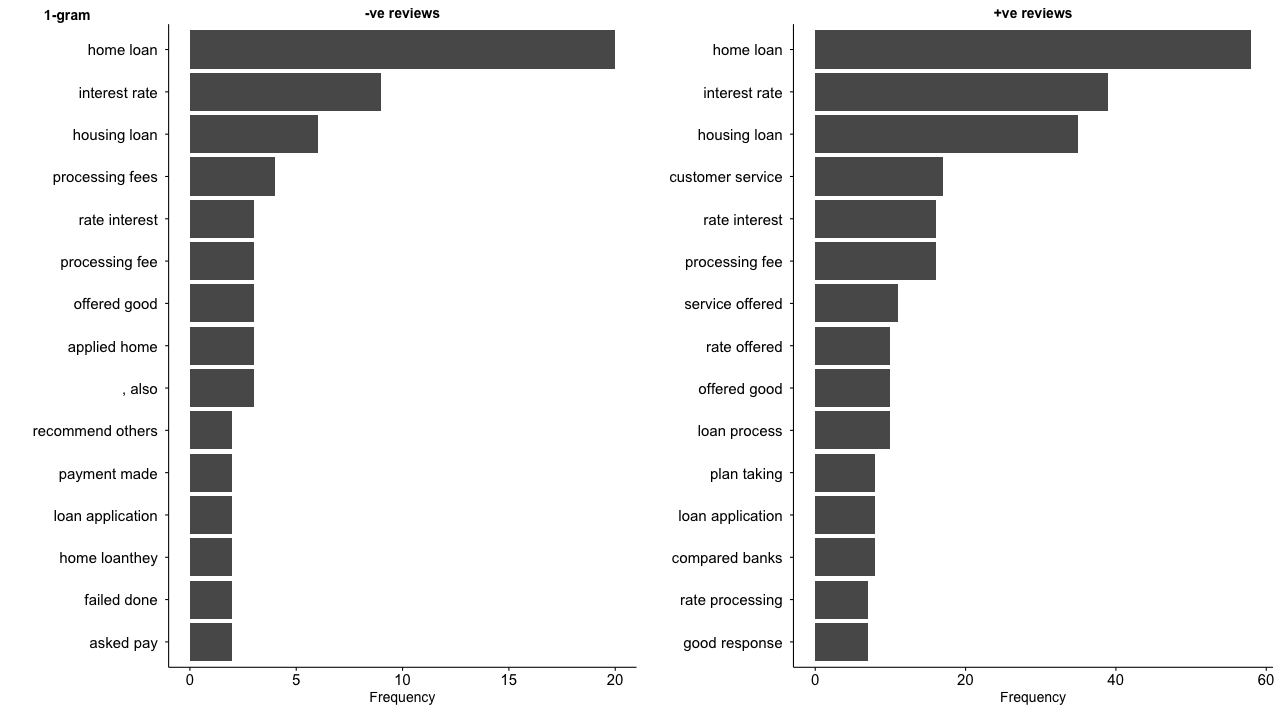 1-gram
-ve reviews
home loan
interest rate
housing loan
processing fees
rate interest
processing fee
offered good
applied home
, also
recommend others
payment made
loan application
home loanthey
failed done
asked pay
0 5 10 15 20
Frequency
+ve reviews
home loan
interest rate
housing loan
customer service
rate interest
processing fee
service offered
rate offered
offered good
loan process
plan taking
loan application
compared banks
rate processing
good response
0 20 40 60
Frequency